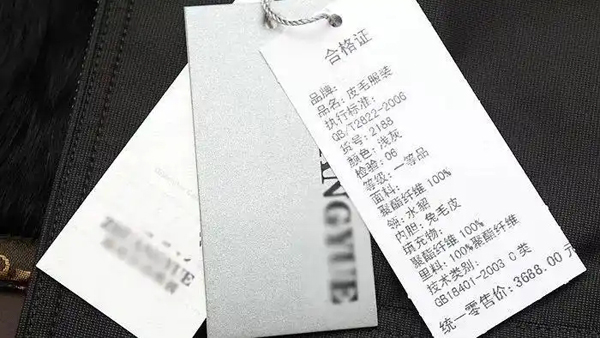 合格证
品牌:
品名: 皮毛服装
执行标准:
QB/T2822-2006
货号: 2188
颜色: 浅灰
检验: 06
等级: 一等品
面料:
聚酯纤维 100%
领: 水貂
内胆: 兔毛皮
填充物:
聚酯纤维 100%
里料: 100%聚酯纤维
技术类别:
GB18401-2003 C 类
统一零售价: 3688.00 元